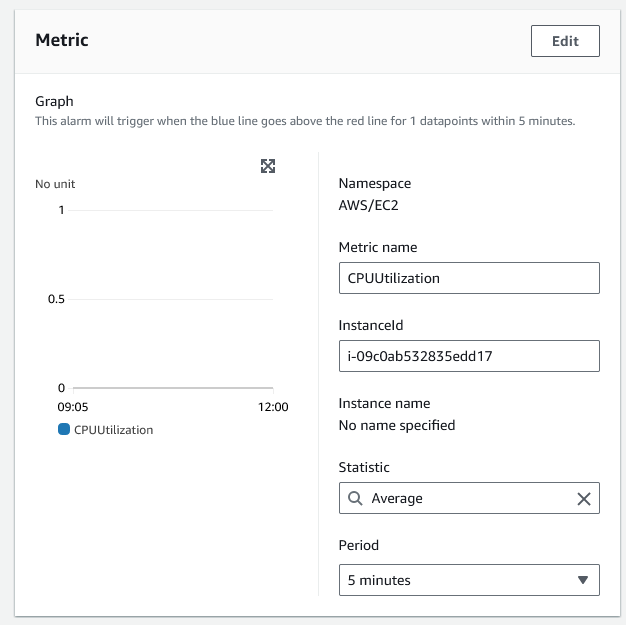 Metric
Edit
Graph
This alarm will trigger when the blue line goes above the red line for 1 datapoints within 5 minutes.
No unit
1
0.5
0
09:05 12:00
CPUUtilization
Namespace
AWS/EC2
Metric name
CPUUtilization
InstanceId
i-09c0ab532835edd17
Instance name
No name specified
Statistic
Average
Period
5 minutes